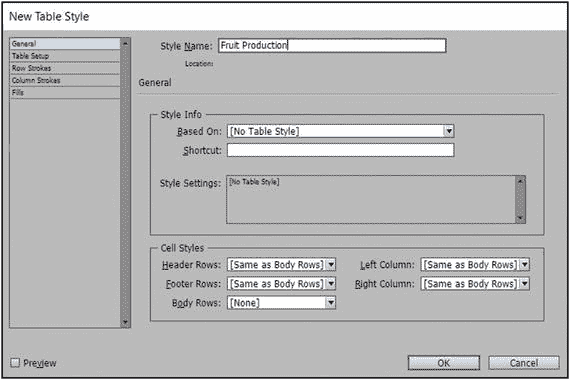 New Table Style
General
Table Setup
Row Strokes
Column Strokes
Fills
Style Name: Fruit Production
Location:
General
Style Info
Based On: [No Table Style]
Shortcut:
Style Settings: [No Table Style]
Cell Styles
Header Rows: [Same as Body Rows] Left Column: [Same as Body Rows]
Footer Rows: [Same as Body Rows] Right Column: [Same as Body Rows]
Body Rows: [None]
Preview OK Cancel